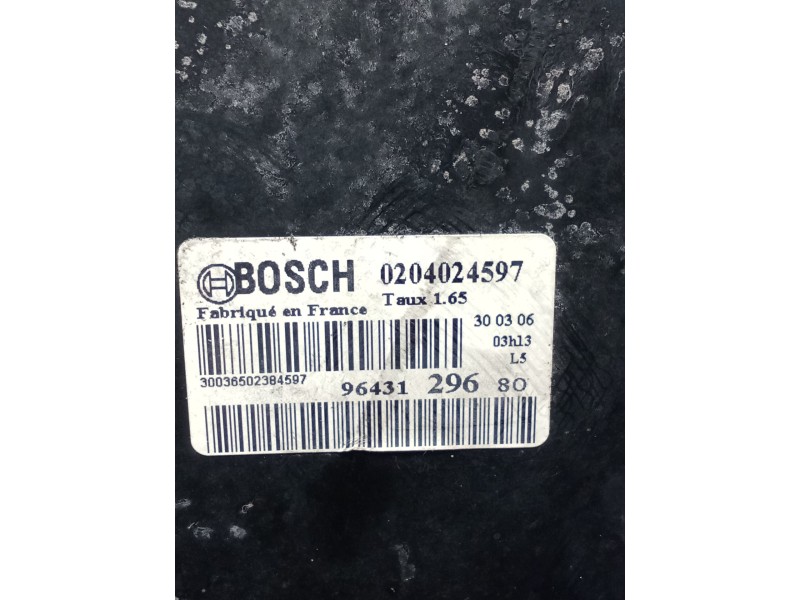 BOSCH 0204024597
Taux 1.65
Fabriqué en France
30 03 06
03h13
L5
30036502384597
96431 296 80